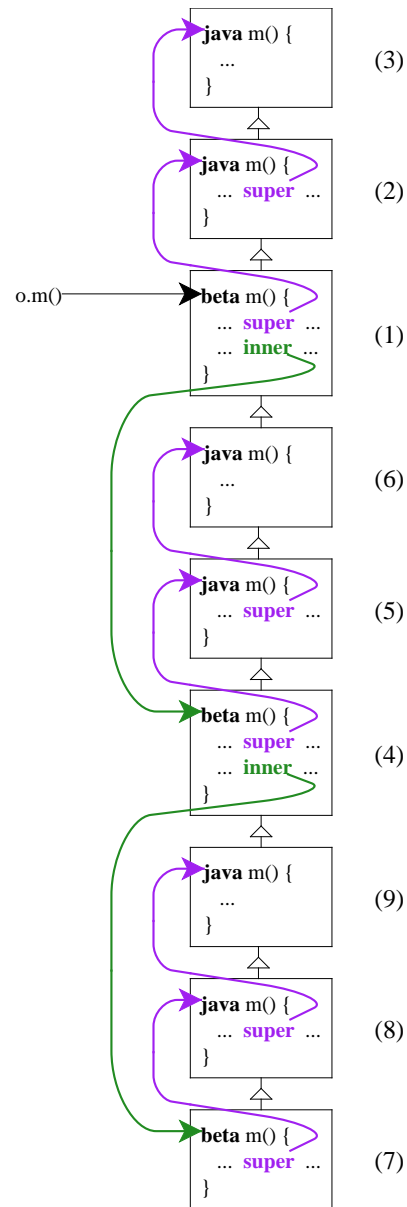 java m() {
...
}
(3)
java m() {
... super ...
}
(2)
o.m()
beta m() {
... super ...
... inner ...
}
(1)
java m() {
...
}
(6)
java m() {
... super ...
}
(5)
beta m() {
... super ...
... inner ...
}
(4)
java m() {
...
}
(9)
java m() {
... super ...
}
(8)
beta m() {
... super ...
}
(7)